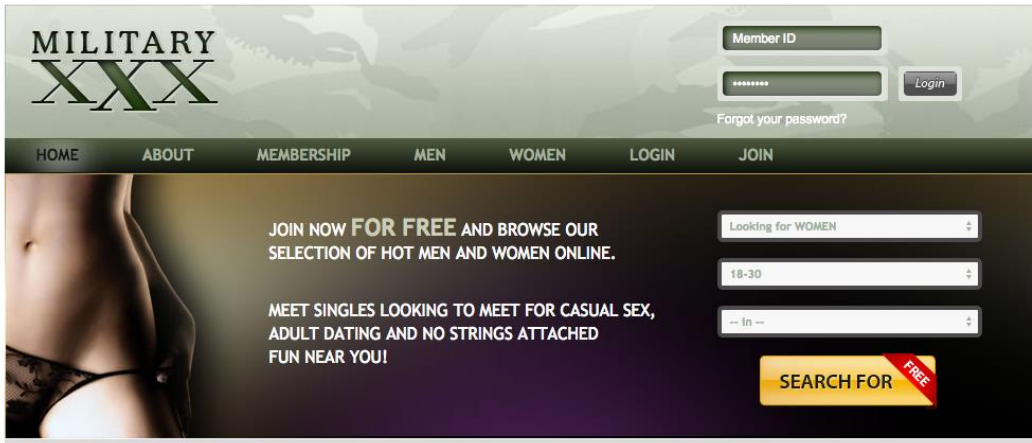 MILITARY
XXX
Member ID
••••••••
Login
Forgot your password?
HOME ABOUT MEMBERSHIP MEN WOMEN LOGIN JOIN
JOIN NOW FOR FREE AND BROWSE OUR
SELECTION OF HOT MEN AND WOMEN ONLINE.
MEET SINGLES LOOKING TO MEET FOR CASUAL SEX,
ADULT DATING AND NO STRINGS ATTACHED
FUN NEAR YOU!
Looking for WOMEN
18-30
-- in --
SEARCH FOR
FREE